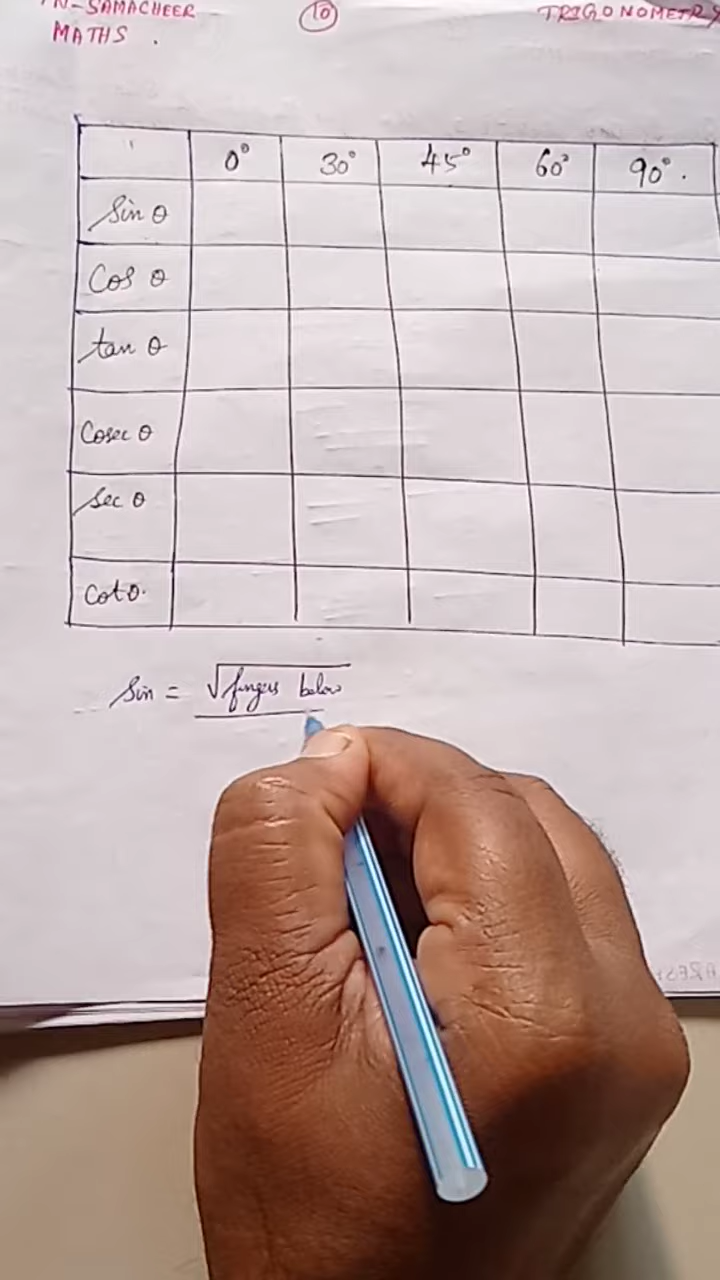 TN-SAMACHEER 10 TRIGONOMETRY
MATHS .
0° 30° 45° 60° 90° .
Sin θ
Cos θ
tan θ
Cosec θ
Sec θ
Cot θ.
Sin = √fingers below